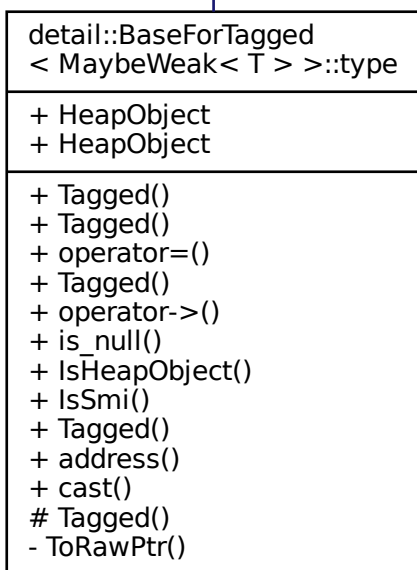 detail::BaseForTagged
< MaybeWeak< T > >::type
+ HeapObject
+ HeapObject
+ Tagged()
+ Tagged()
+ operator=()
+ Tagged()
+ operator->()
+ is_null()
+ IsHeapObject()
+ IsSmi()
+ Tagged()
+ address()
+ cast()
# Tagged()
- ToRawPtr()